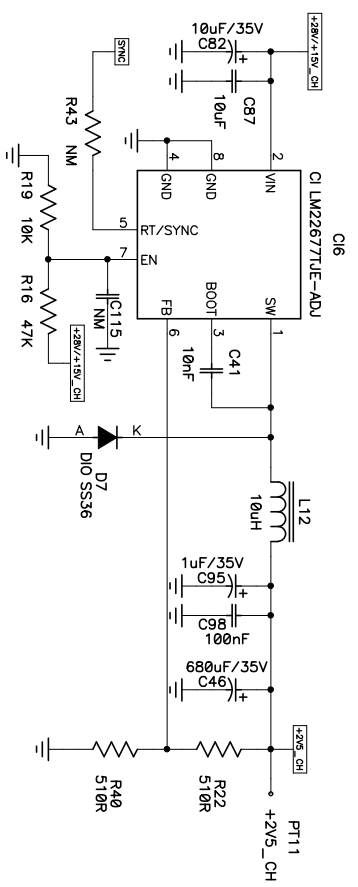 +28V/+15V_CH
10uF/35V
C82
+
C87
10uF
SYNC
R43
NM
CI6
CI LM22677TJE-ADJ
2
VIN
8
GND
4
GND
5
RT/SYNC
7
EN
SW
1
BOOT
3
FB
6
R19
10K
R16
47K
+28V/+15V_CH
C115
NM
C41
10nF
A
K
D7
DIO SS36
L12
10uH
1uF/35V
C95
+
C98
100nF
680uF/35V
C46
+
+2V5_CH
R22
510R
R40
510R
PT11
+2V5_CH